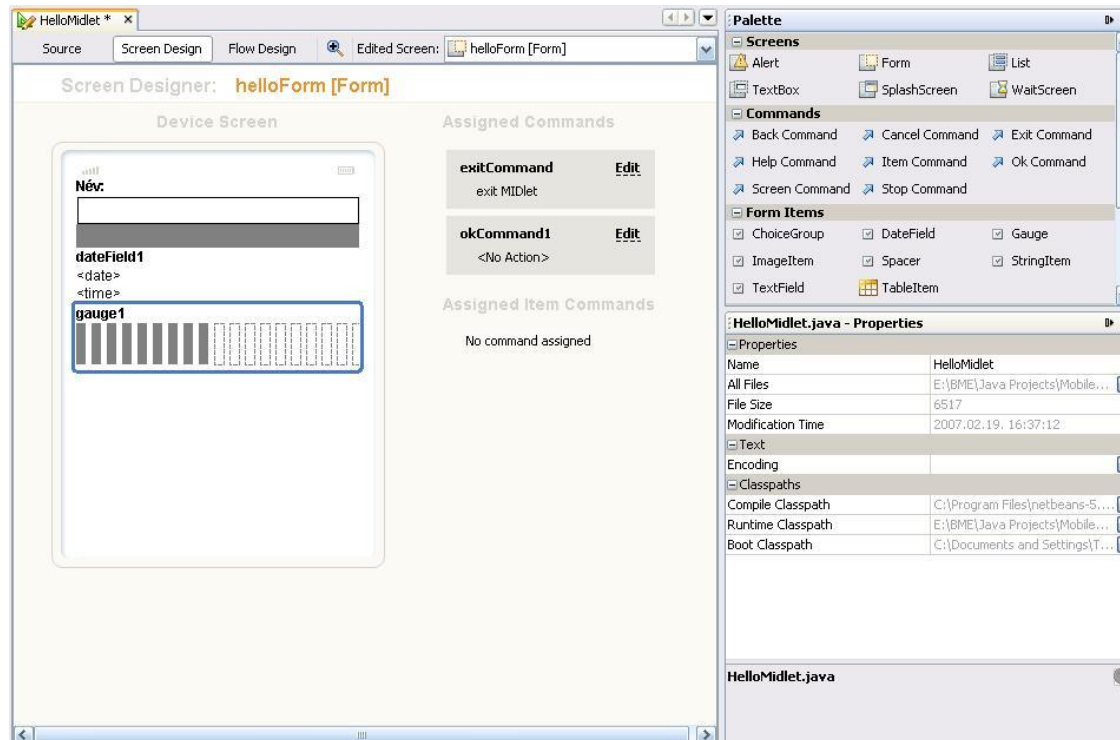 HelloMidlet *
Source
Screen Design
Flow Design
Edited Screen:
helloForm [Form]
Screen Designer: helloForm [Form]
Device Screen
Név:
dateField1
<date>
<time>
gauge1
Assigned Commands
exitCommand Edit
exit MIDlet
okCommand1 Edit
<No Action>
Assigned Item Commands
No command assigned
Palette
Screens
Alert Form List
TextBox SplashScreen WaitScreen
Commands
Back Command Cancel Command Exit Command
Help Command Item Command Ok Command
Screen Command Stop Command
Form Items
ChoiceGroup DateField Gauge
ImageItem Spacer StringItem
TextField TableItem
HelloMidlet.java - Properties
Properties
Name HelloMidlet
All Files E:\BME\Java Projects\Mobile...
File Size 6517
Modification Time 2007.02.19. 16:37:12
Text
Encoding
Classpaths
Compile Classpath C:\Program Files\netbeans-5....
Runtime Classpath E:\BME\Java Projects\Mobile...
Boot Classpath C:\Documents and Settings\T...
HelloMidlet.java